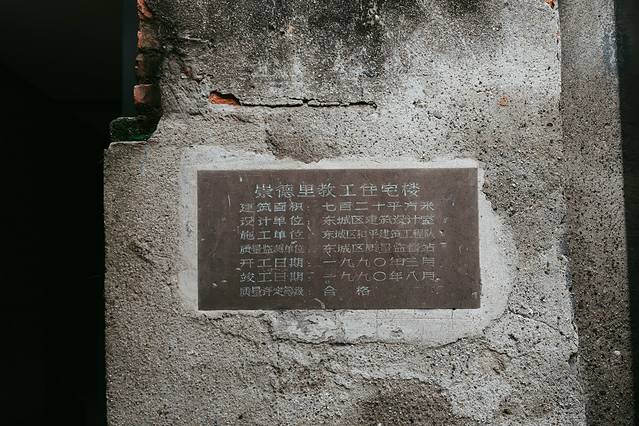 崇德里教工住宅楼
建筑面积：七百二十平方米
设计单位：东城区建筑设计室
施工单位：东城区和平建筑工程队
质量监督单位：东城区质量监督站
开工日期：一九九〇年三月
竣工日期：一九九〇年八月
质量评定等级：合格